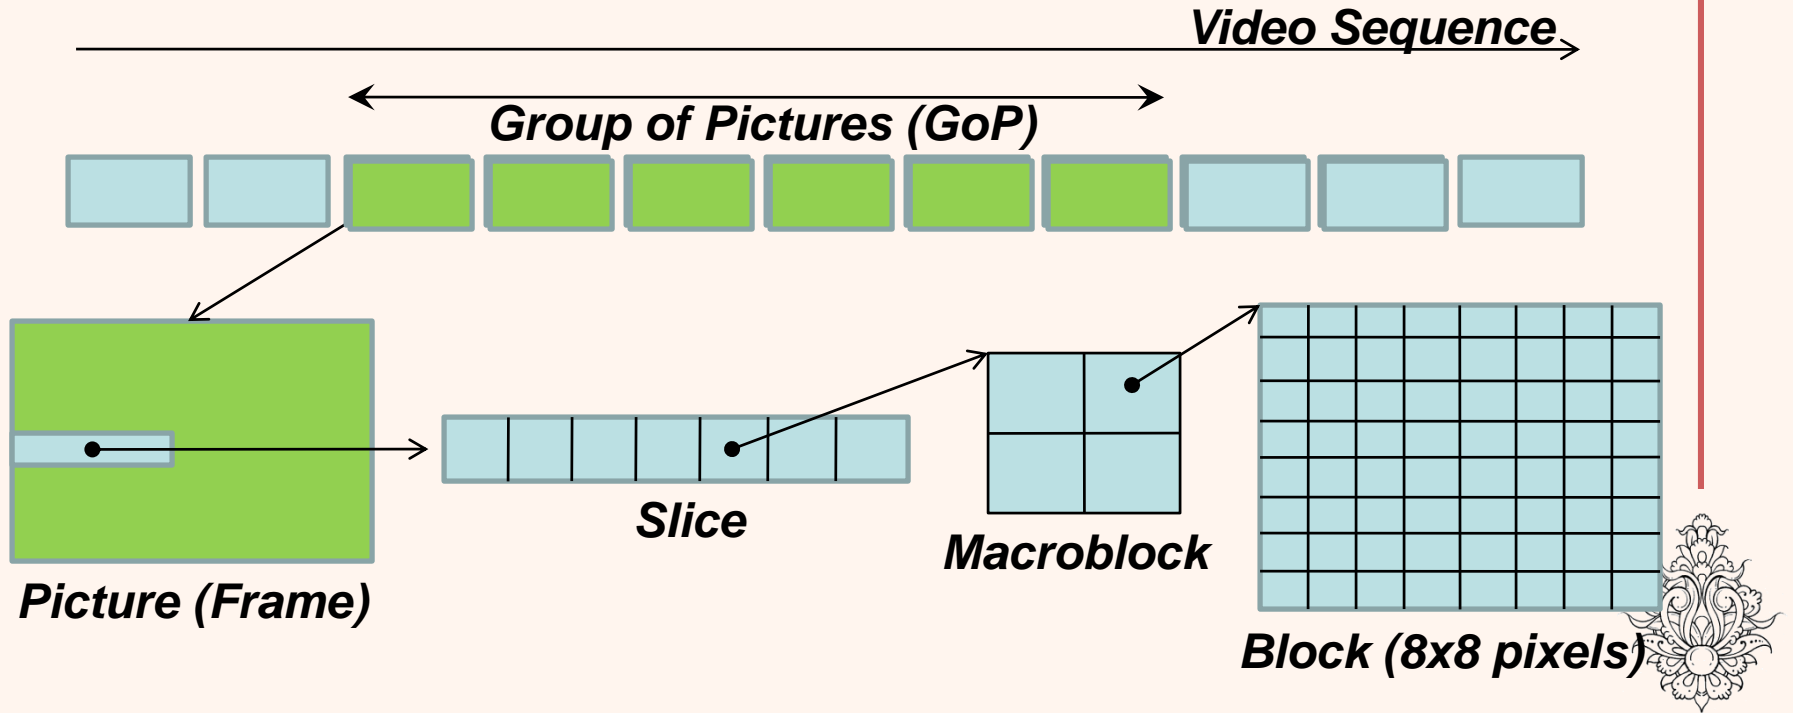 Video Sequence
Group of Pictures (GoP)
Slice
Macroblock
Picture (Frame)
Block (8x8 pixels)